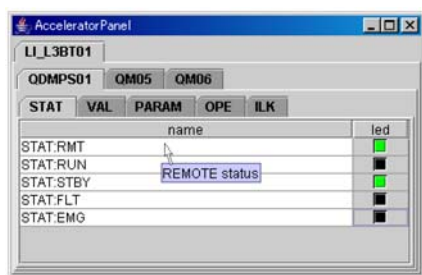 AcceleratorPanel
LI_L3BT01
QDMPS01 QM05 QM06
STAT VAL PARAM OPE ILK
name led
STAT:RMT
STAT:RUN
REMOTE status
STAT:STBY
STAT:FLT
STAT:EMG